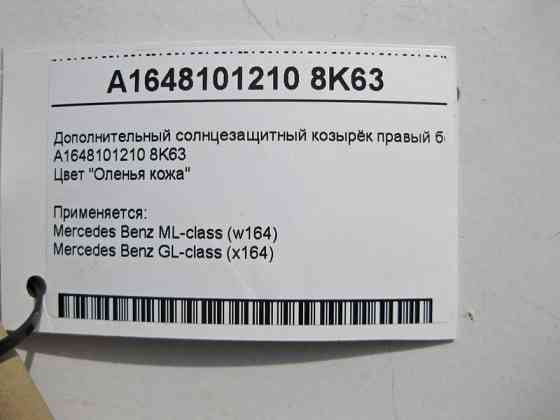 A1648101210 8K63
Дополнительный солнцезащитный козырёк правый б
A1648101210 8K63
Цвет "Оленья кожа"
Применяется:
Mercedes Benz ML-class (w164)
Mercedes Benz GL-class (x164)